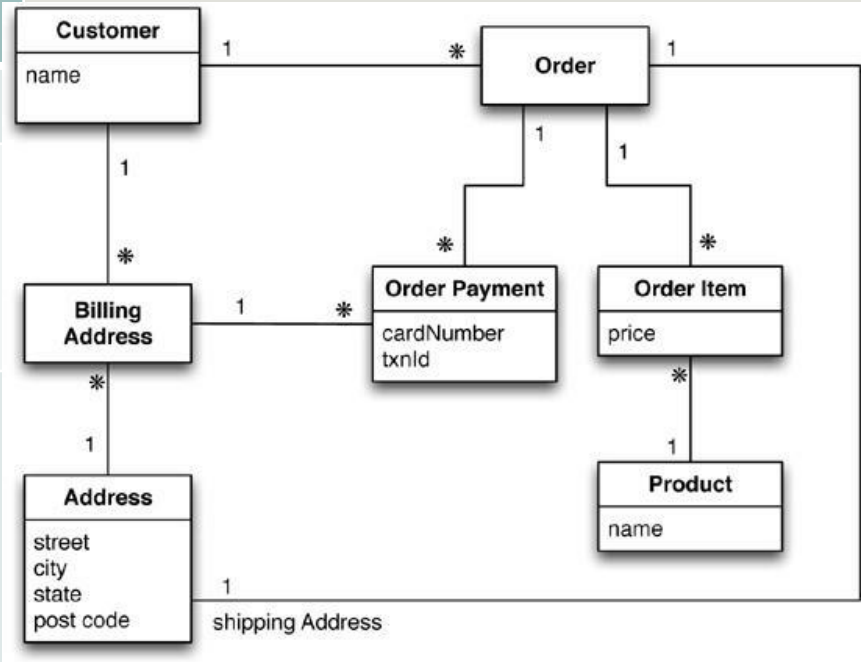 Customer
name
1
*
Order
1
1
1
1
*
*
*
Billing
Address
1
*
Order Payment
cardNumber
txnId
Order Item
price
*
1
*
1
Product
name
Address
street
city
state
post code
1
shipping Address